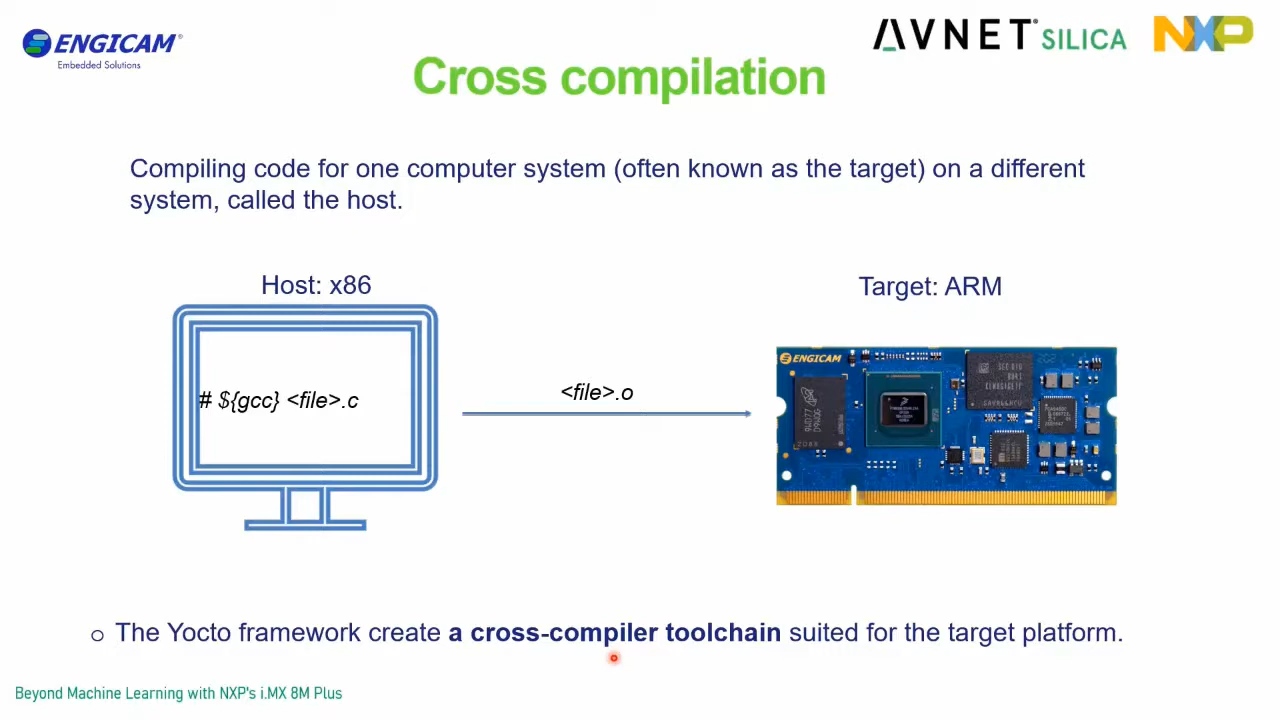 ENGICAM
Embedded Solutions
AVNET SILICA
NXP
Cross compilation
Compiling code for one computer system (often known as the target) on a different
system, called the host.
Host: x86
Target: ARM
# ${gcc} <file>.c
<file>.o
ENGICAM
o The Yocto framework create a cross-compiler toolchain suited for the target platform.
Beyond Machine Learning with NXP's i.MX 8M Plus